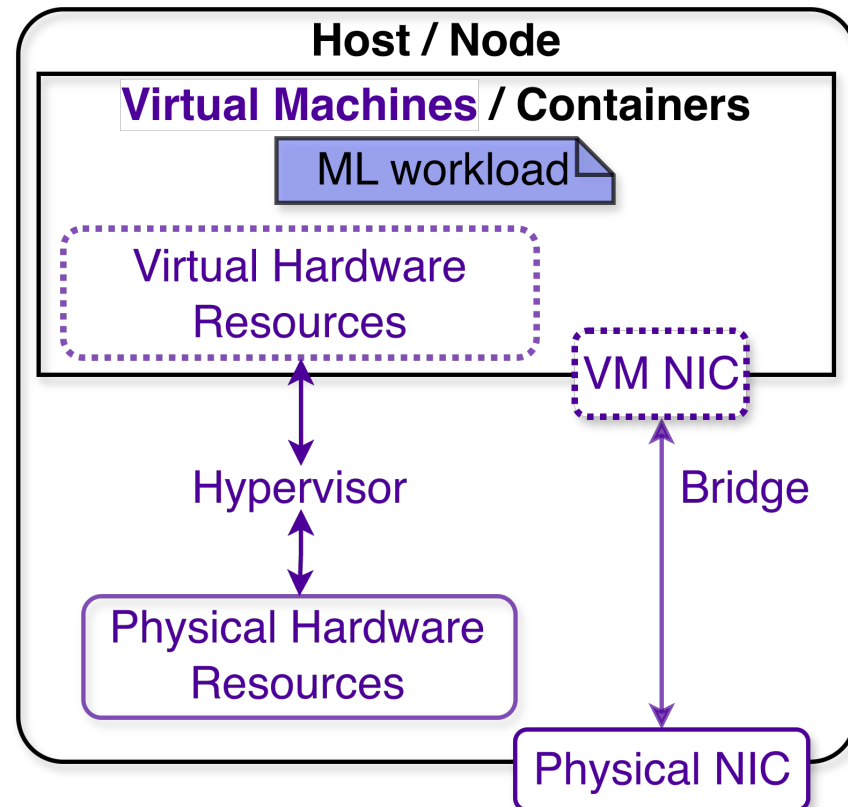 Host / Node
Virtual Machines / Containers
ML workload
Virtual Hardware
Resources
VM NIC
Hypervisor
Bridge
Physical Hardware
Resources
Physical NIC